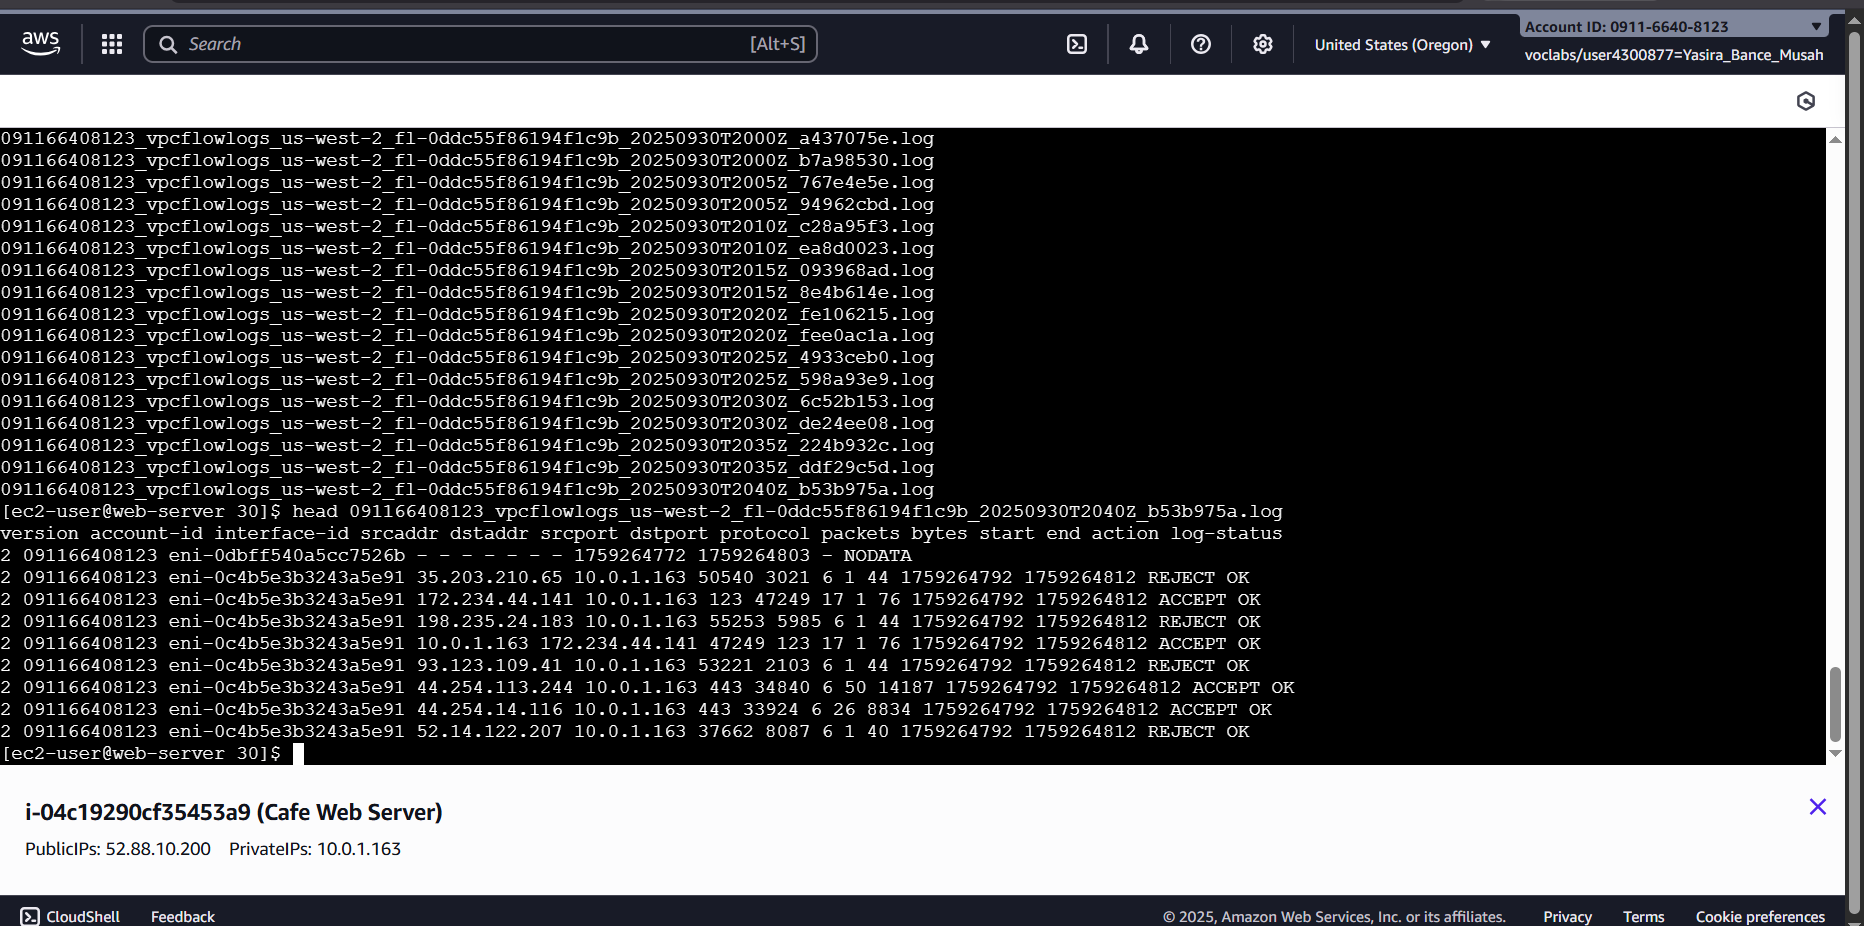 aws
Search
[Alt+S]
United States (Oregon)
Account ID: 0911-6640-8123
voclabs/user4300877=Yasira_Bance_Musah
091166408123_vpcflowlogs_us-west-2_fl-0ddc55f86194f1c9b_20250930T2000Z_a437075e.log
091166408123_vpcflowlogs_us-west-2_fl-0ddc55f86194f1c9b_20250930T2000Z_b7a98530.log
091166408123_vpcflowlogs_us-west-2_fl-0ddc55f86194f1c9b_20250930T2005Z_767e4e5e.log
091166408123_vpcflowlogs_us-west-2_fl-0ddc55f86194f1c9b_20250930T2005Z_94962cbd.log
091166408123_vpcflowlogs_us-west-2_fl-0ddc55f86194f1c9b_20250930T2010Z_c28a95f3.log
091166408123_vpcflowlogs_us-west-2_fl-0ddc55f86194f1c9b_20250930T2010Z_ea8d0023.log
091166408123_vpcflowlogs_us-west-2_fl-0ddc55f86194f1c9b_20250930T2015Z_093968ad.log
091166408123_vpcflowlogs_us-west-2_fl-0ddc55f86194f1c9b_20250930T2015Z_8e4b614e.log
091166408123_vpcflowlogs_us-west-2_fl-0ddc55f86194f1c9b_20250930T2020Z_fe106215.log
091166408123_vpcflowlogs_us-west-2_fl-0ddc55f86194f1c9b_20250930T2020Z_fee0ac1a.log
091166408123_vpcflowlogs_us-west-2_fl-0ddc55f86194f1c9b_20250930T2025Z_4933ceb0.log
091166408123_vpcflowlogs_us-west-2_fl-0ddc55f86194f1c9b_20250930T2025Z_598a93e9.log
091166408123_vpcflowlogs_us-west-2_fl-0ddc55f86194f1c9b_20250930T2030Z_6c52b153.log
091166408123_vpcflowlogs_us-west-2_fl-0ddc55f86194f1c9b_20250930T2030Z_de24ee08.log
091166408123_vpcflowlogs_us-west-2_fl-0ddc55f86194f1c9b_20250930T2035Z_224b932c.log
091166408123_vpcflowlogs_us-west-2_fl-0ddc55f86194f1c9b_20250930T2035Z_ddf29c5d.log
091166408123_vpcflowlogs_us-west-2_fl-0ddc55f86194f1c9b_20250930T2040Z_b53b975a.log
[ec2-user@web-server 30]$ head 091166408123_vpcflowlogs_us-west-2_fl-0ddc55f86194f1c9b_20250930T2040Z_b53b975a.log
version account-id interface-id srcaddr dstaddr srcport dstport protocol packets bytes start end action log-status
2 091166408123 eni-0dbff540a5cc7526b - - - - - - - 1759264772 1759264803 - NODATA
2 091166408123 eni-0c4b5e3b3243a5e91 35.203.210.65 10.0.1.163 50540 3021 6 1 44 1759264792 1759264812 REJECT OK
2 091166408123 eni-0c4b5e3b3243a5e91 172.234.44.141 10.0.1.163 123 47249 17 1 76 1759264792 1759264812 ACCEPT OK
2 091166408123 eni-0c4b5e3b3243a5e91 198.235.24.183 10.0.1.163 55253 5985 6 1 44 1759264792 1759264812 REJECT OK
2 091166408123 eni-0c4b5e3b3243a5e91 10.0.1.163 172.234.44.141 47249 123 17 1 76 1759264792 1759264812 ACCEPT OK
2 091166408123 eni-0c4b5e3b3243a5e91 93.123.109.41 10.0.1.163 53221 2103 6 1 44 1759264792 1759264812 REJECT OK
2 091166408123 eni-0c4b5e3b3243a5e91 44.254.113.244 10.0.1.163 443 34840 6 50 14187 1759264792 1759264812 ACCEPT OK
2 091166408123 eni-0c4b5e3b3243a5e91 44.254.14.116 10.0.1.163 443 33924 6 26 8834 1759264792 1759264812 ACCEPT OK
2 091166408123 eni-0c4b5e3b3243a5e91 52.14.122.207 10.0.1.163 37662 8087 6 1 40 1759264792 1759264812 REJECT OK
[ec2-user@web-server 30]$
i-04c19290cf35453a9 (Cafe Web Server)
PublicIPs: 52.88.10.200 PrivateIPs: 10.0.1.163
CloudShell Feedback © 2025, Amazon Web Services, Inc. or its affiliates. Privacy Terms Cookie preferences